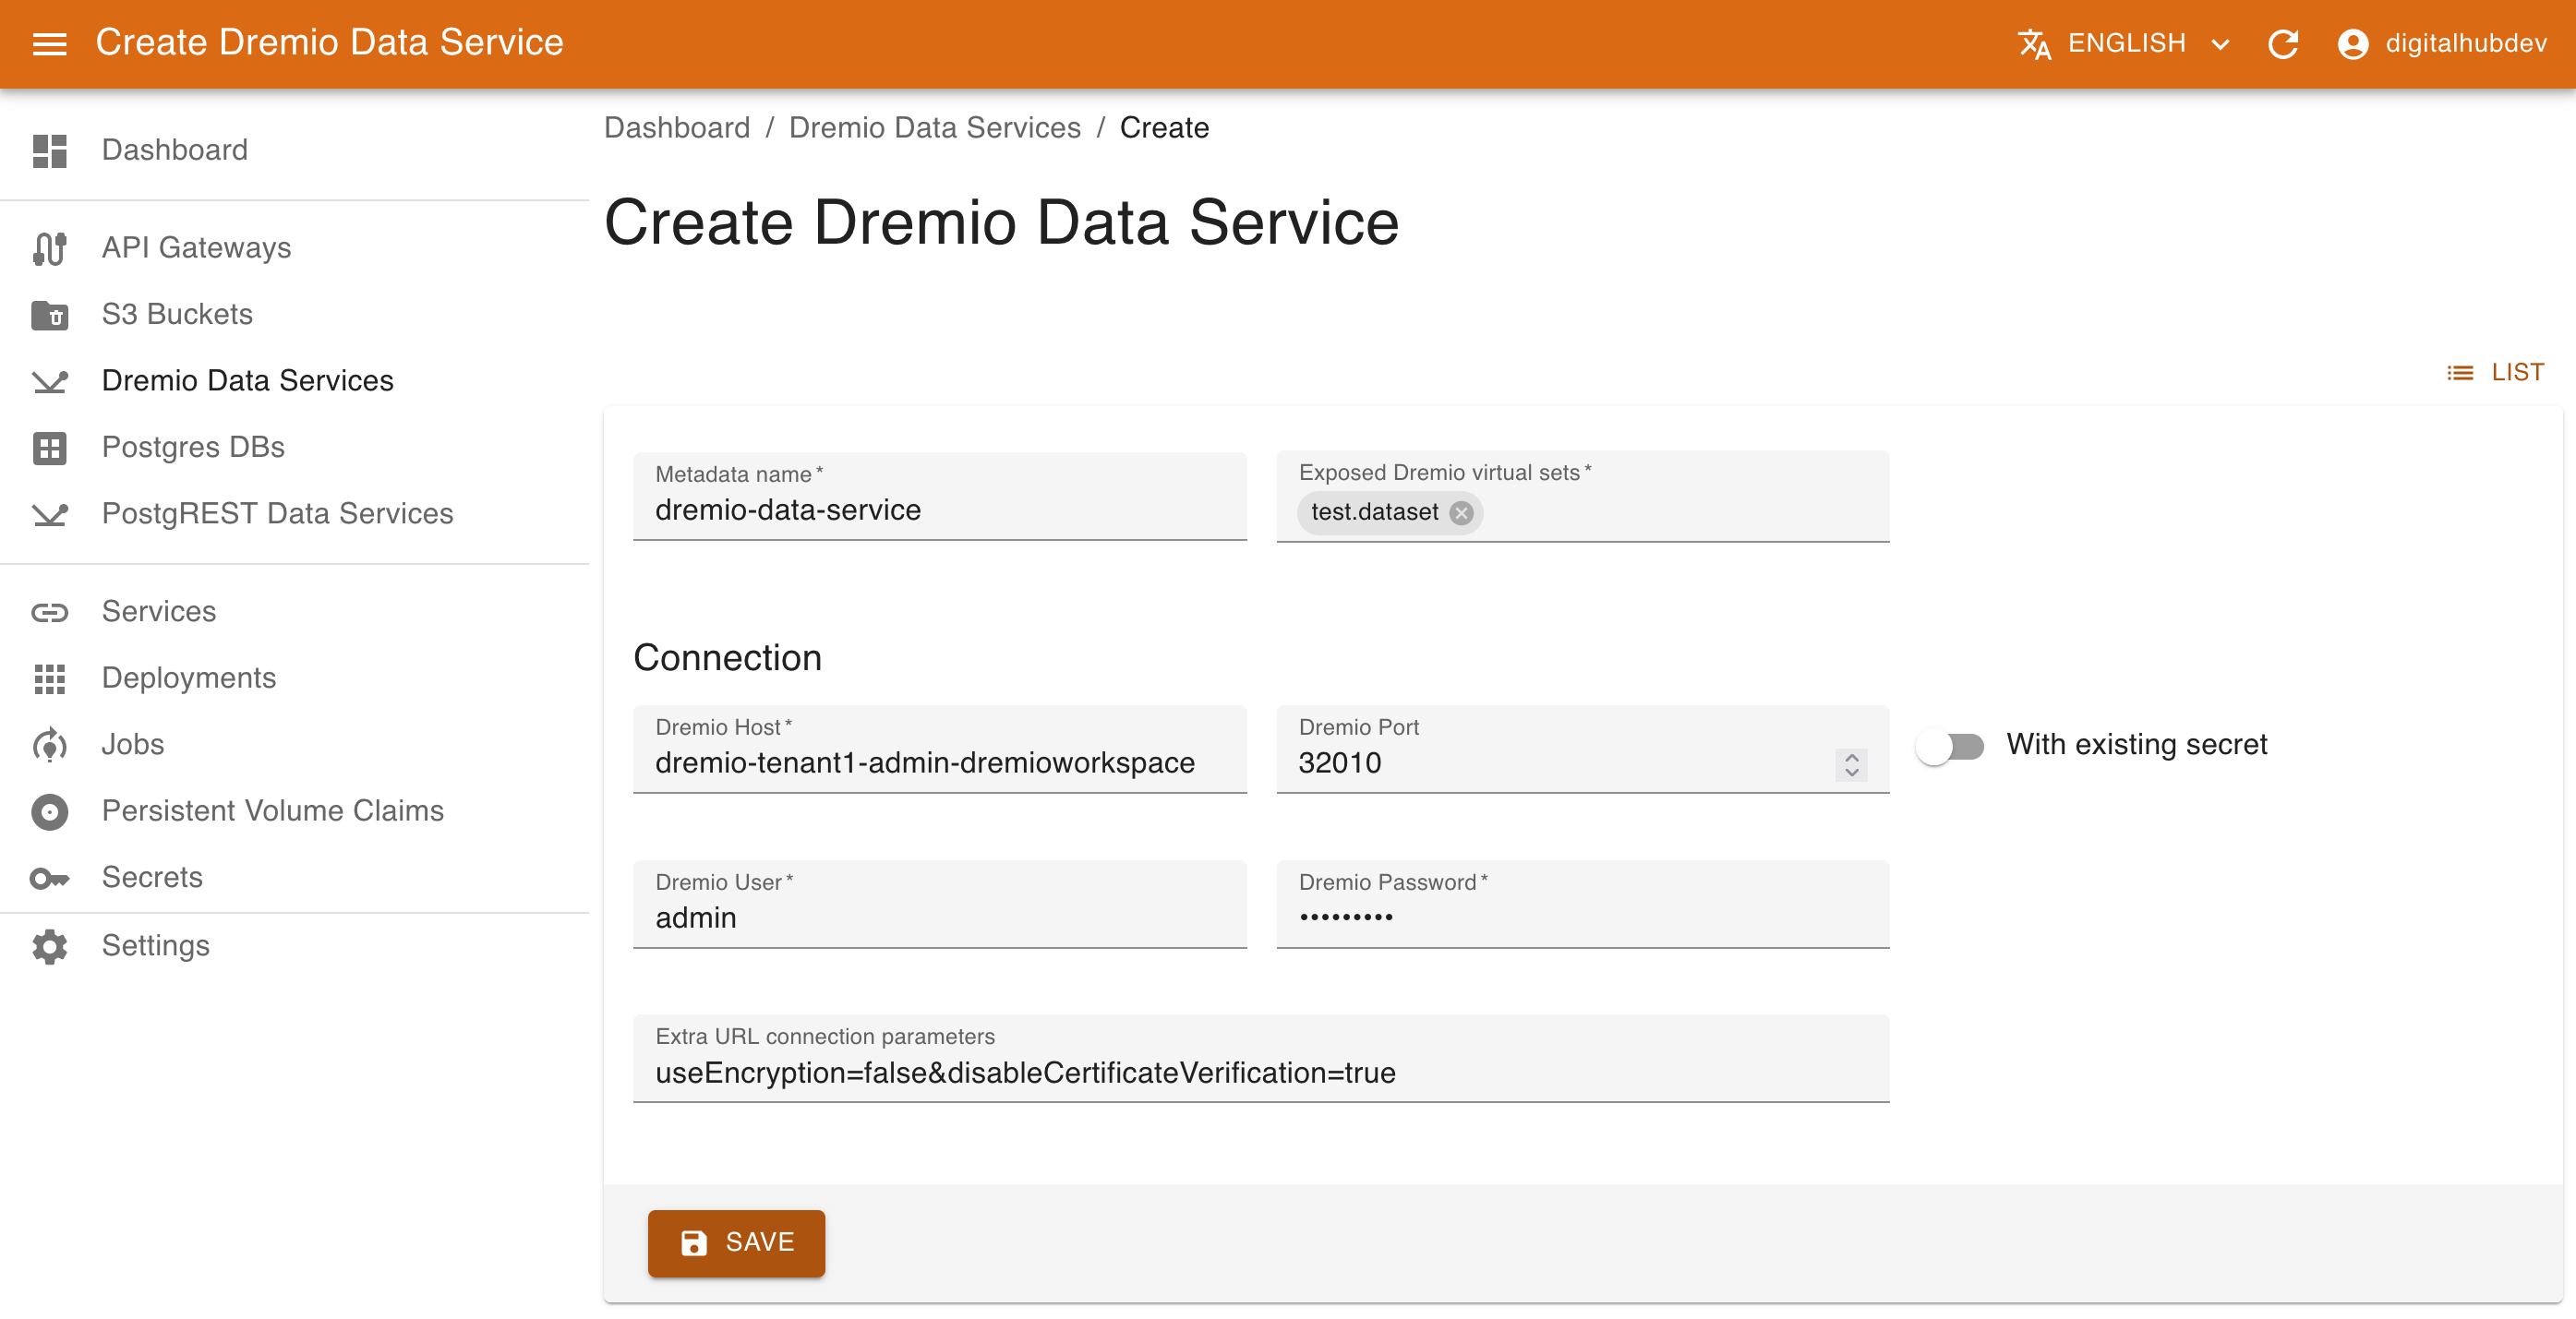 Create Dremio Data Service
ENGLISH
digitalhubdev
Dashboard
API Gateways
S3 Buckets
Dremio Data Services
Postgres DBs
PostgREST Data Services
Services
Deployments
Jobs
Persistent Volume Claims
Secrets
Settings
Dashboard / Dremio Data Services / Create
Create Dremio Data Service
LIST
Metadata name *
dremio-data-service
Exposed Dremio virtual sets *
test.dataset
Connection
Dremio Host *
dremio-tenant1-admin-dremioworkspace
Dremio Port
32010
With existing secret
Dremio User *
admin
Dremio Password *
•••••••••
Extra URL connection parameters
useEncryption=false&disableCertificateVerification=true
SAVE